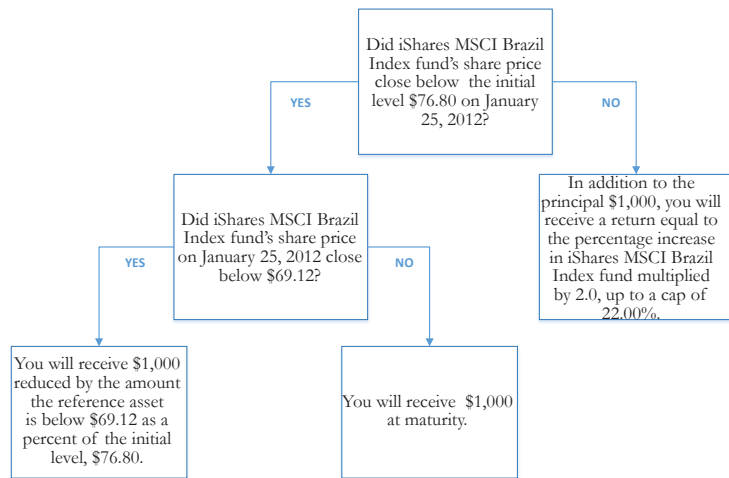 Did iShares MSCI Brazil
Index fund's share price
close below the initial
level $76.80 on January
25, 2012?
YES
NO
Did iShares MSCI Brazil
Index fund's share price
on January 25, 2012 close
below $69.12?
In addition to the
principal $1,000, you will
receive a return equal to
the percentage increase
in iShares MSCI Brazil
Index fund multiplied
by 2.0, up to a cap of
22.00%.
YES
NO
You will receive $1,000
reduced by the amount
the reference asset
is below $69.12 as a
percent of the initial
level, $76.80.
You will receive $1,000
at maturity.